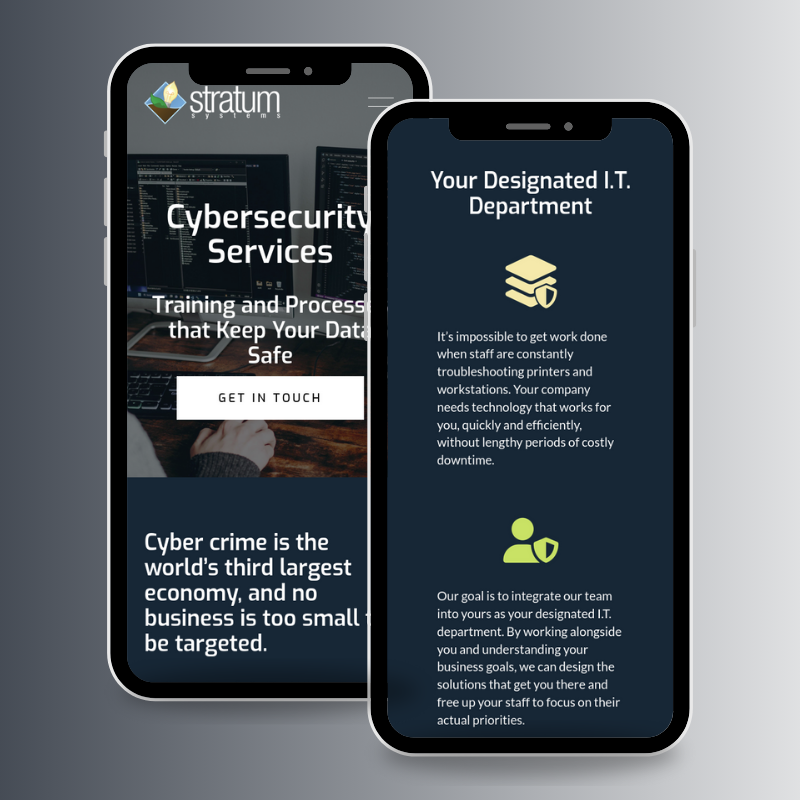 stratum
systems
Cybersecurity
Services
Training and Process
that Keep Your Data
Safe
GET IN TOUCH
Cyber crime is the
world's third largest
economy, and no
business is too small
be targeted.
Your Designated I.T.
Department
It's impossible to get work done
when staff are constantly
troubleshooting printers and
workstations. Your company
needs technology that works for
you, quickly and efficiently,
without lengthy periods of costly
downtime.
Our goal is to integrate our team
into yours as your designated I.T.
department. By working alongside
you and understanding your
business goals, we can design the
solutions that get you there and
free up your staff to focus on their
actual priorities.